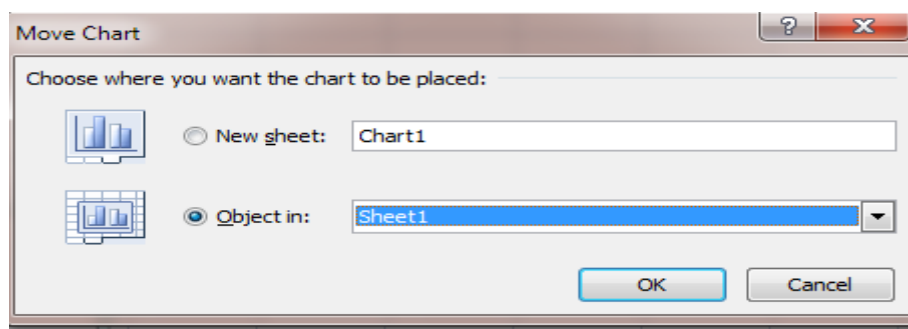 Move Chart
?
X
Choose where you want the chart to be placed:
New sheet: Chart1
Object in: Sheet1
OK Cancel